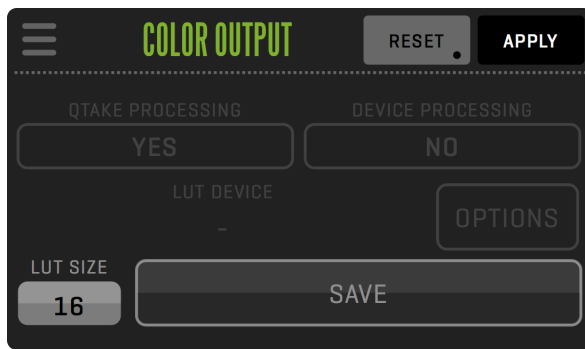 COLOR OUTPUT
RESET
APPLY
QTAKE PROCESSING
DEVICE PROCESSING
YES
NO
LUT DEVICE
-
OPTIONS
LUT SIZE
16
SAVE